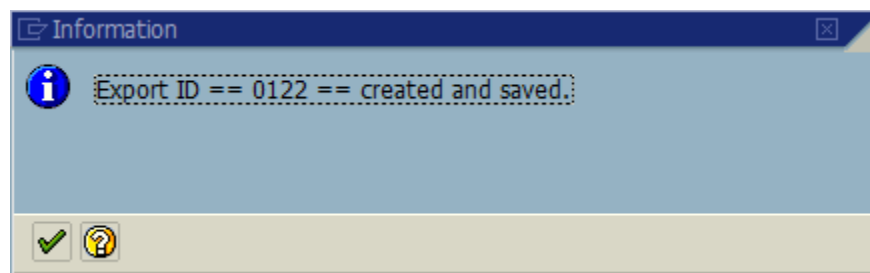 Information
Export ID == 0122 == created and saved.